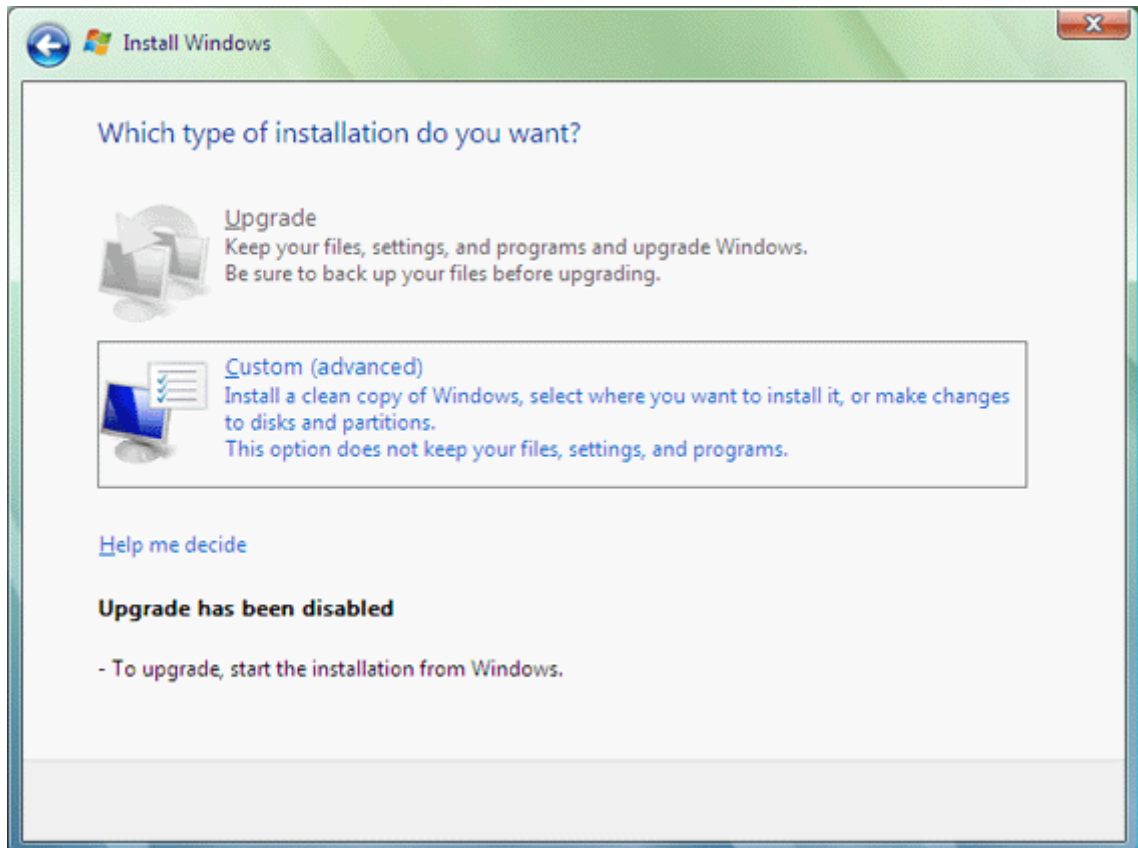 Install Windows
Which type of installation do you want?
Upgrade
Keep your files, settings, and programs and upgrade Windows.
Be sure to back up your files before upgrading.
Custom (advanced)
Install a clean copy of Windows, select where you want to install it, or make changes
to disks and partitions.
This option does not keep your files, settings, and programs.
Help me decide
Upgrade has been disabled
- To upgrade, start the installation from Windows.